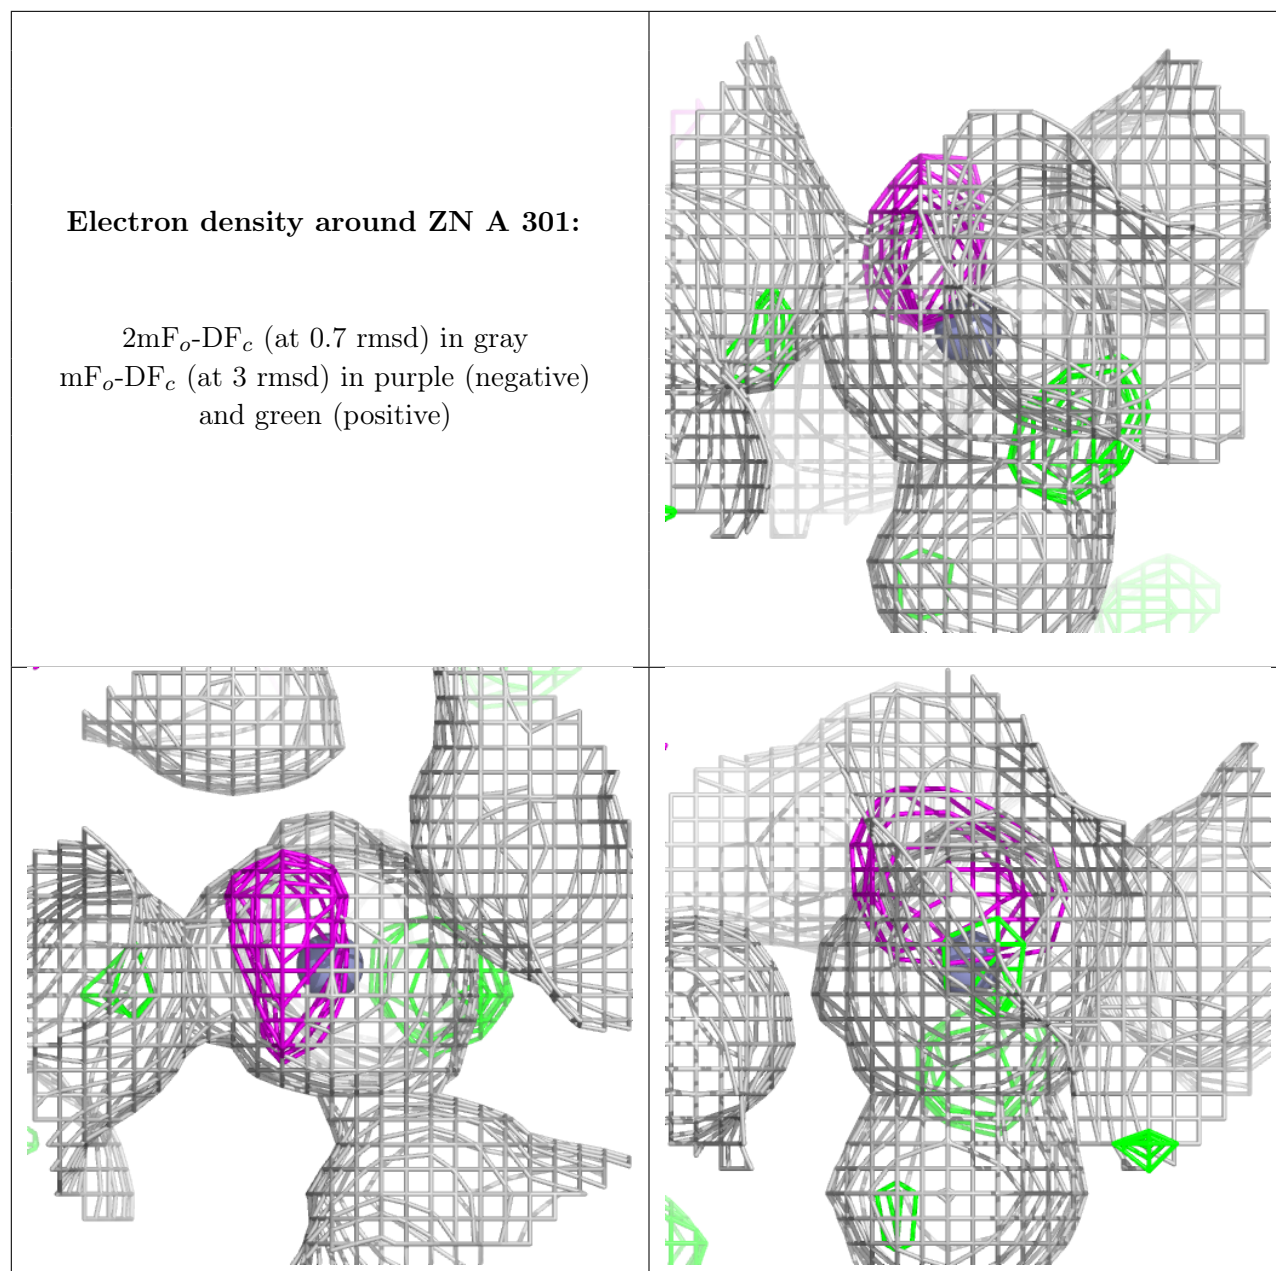 Electron density around ZN A 301:
2mFo-DFc (at 0.7 rmsd) in gray
mFo-DFc (at 3 rmsd) in purple (negative)
and green (positive)